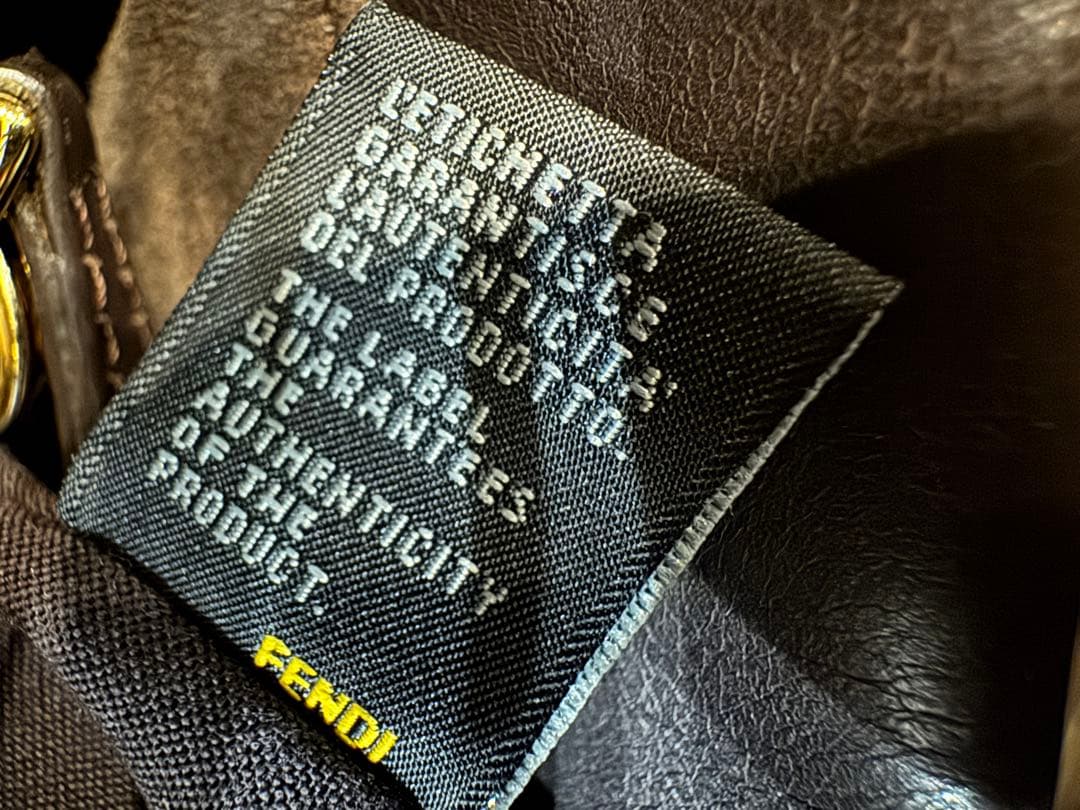 L'ETICHETTA
GARANTISCE
L'AUTENTICITA'
DEL PRODOTTO.
THE LABEL
GUARANTEES
THE
AUTHENTICITY
OF THE
PRODUCT.
FENDI